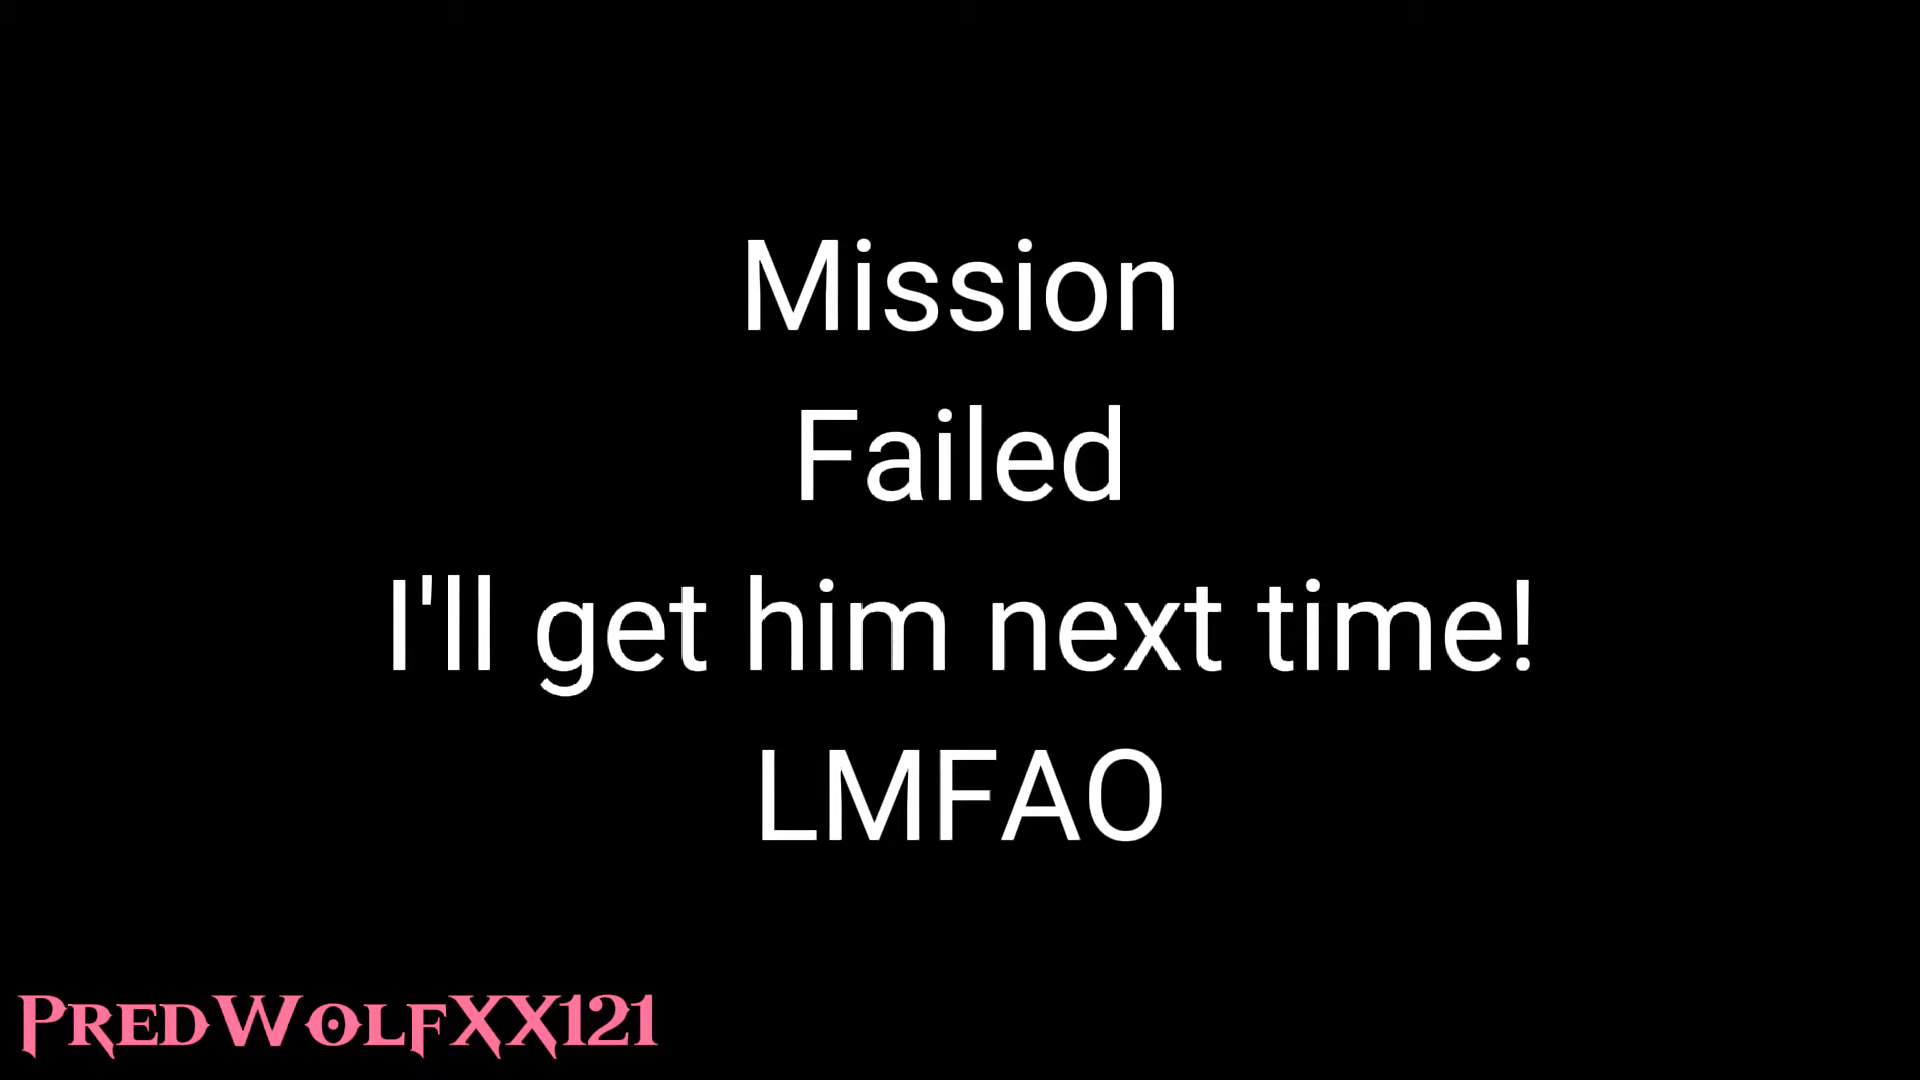 Mission
Failed
I'll get him next time!
LMFAO
PredWolfXX121